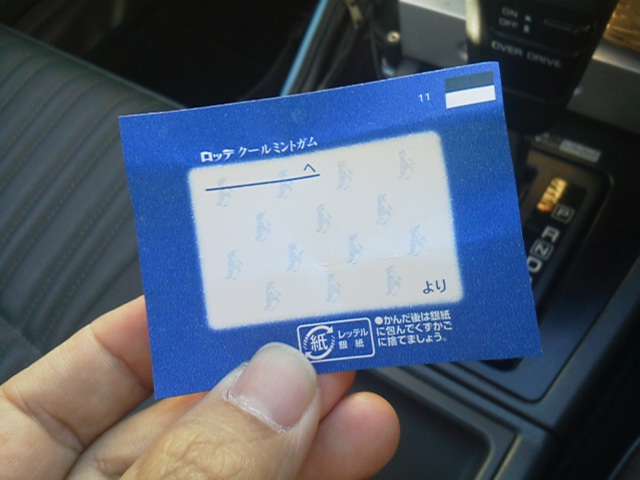 ON ▲
OFF ▼
OVER DRIVE
11
ロッテ クールミントガム
へ
より
紙
レッテル
銀紙
●かんだ後は銀紙
に包んでくずかご
に捨てましょう。
P
R
N
D